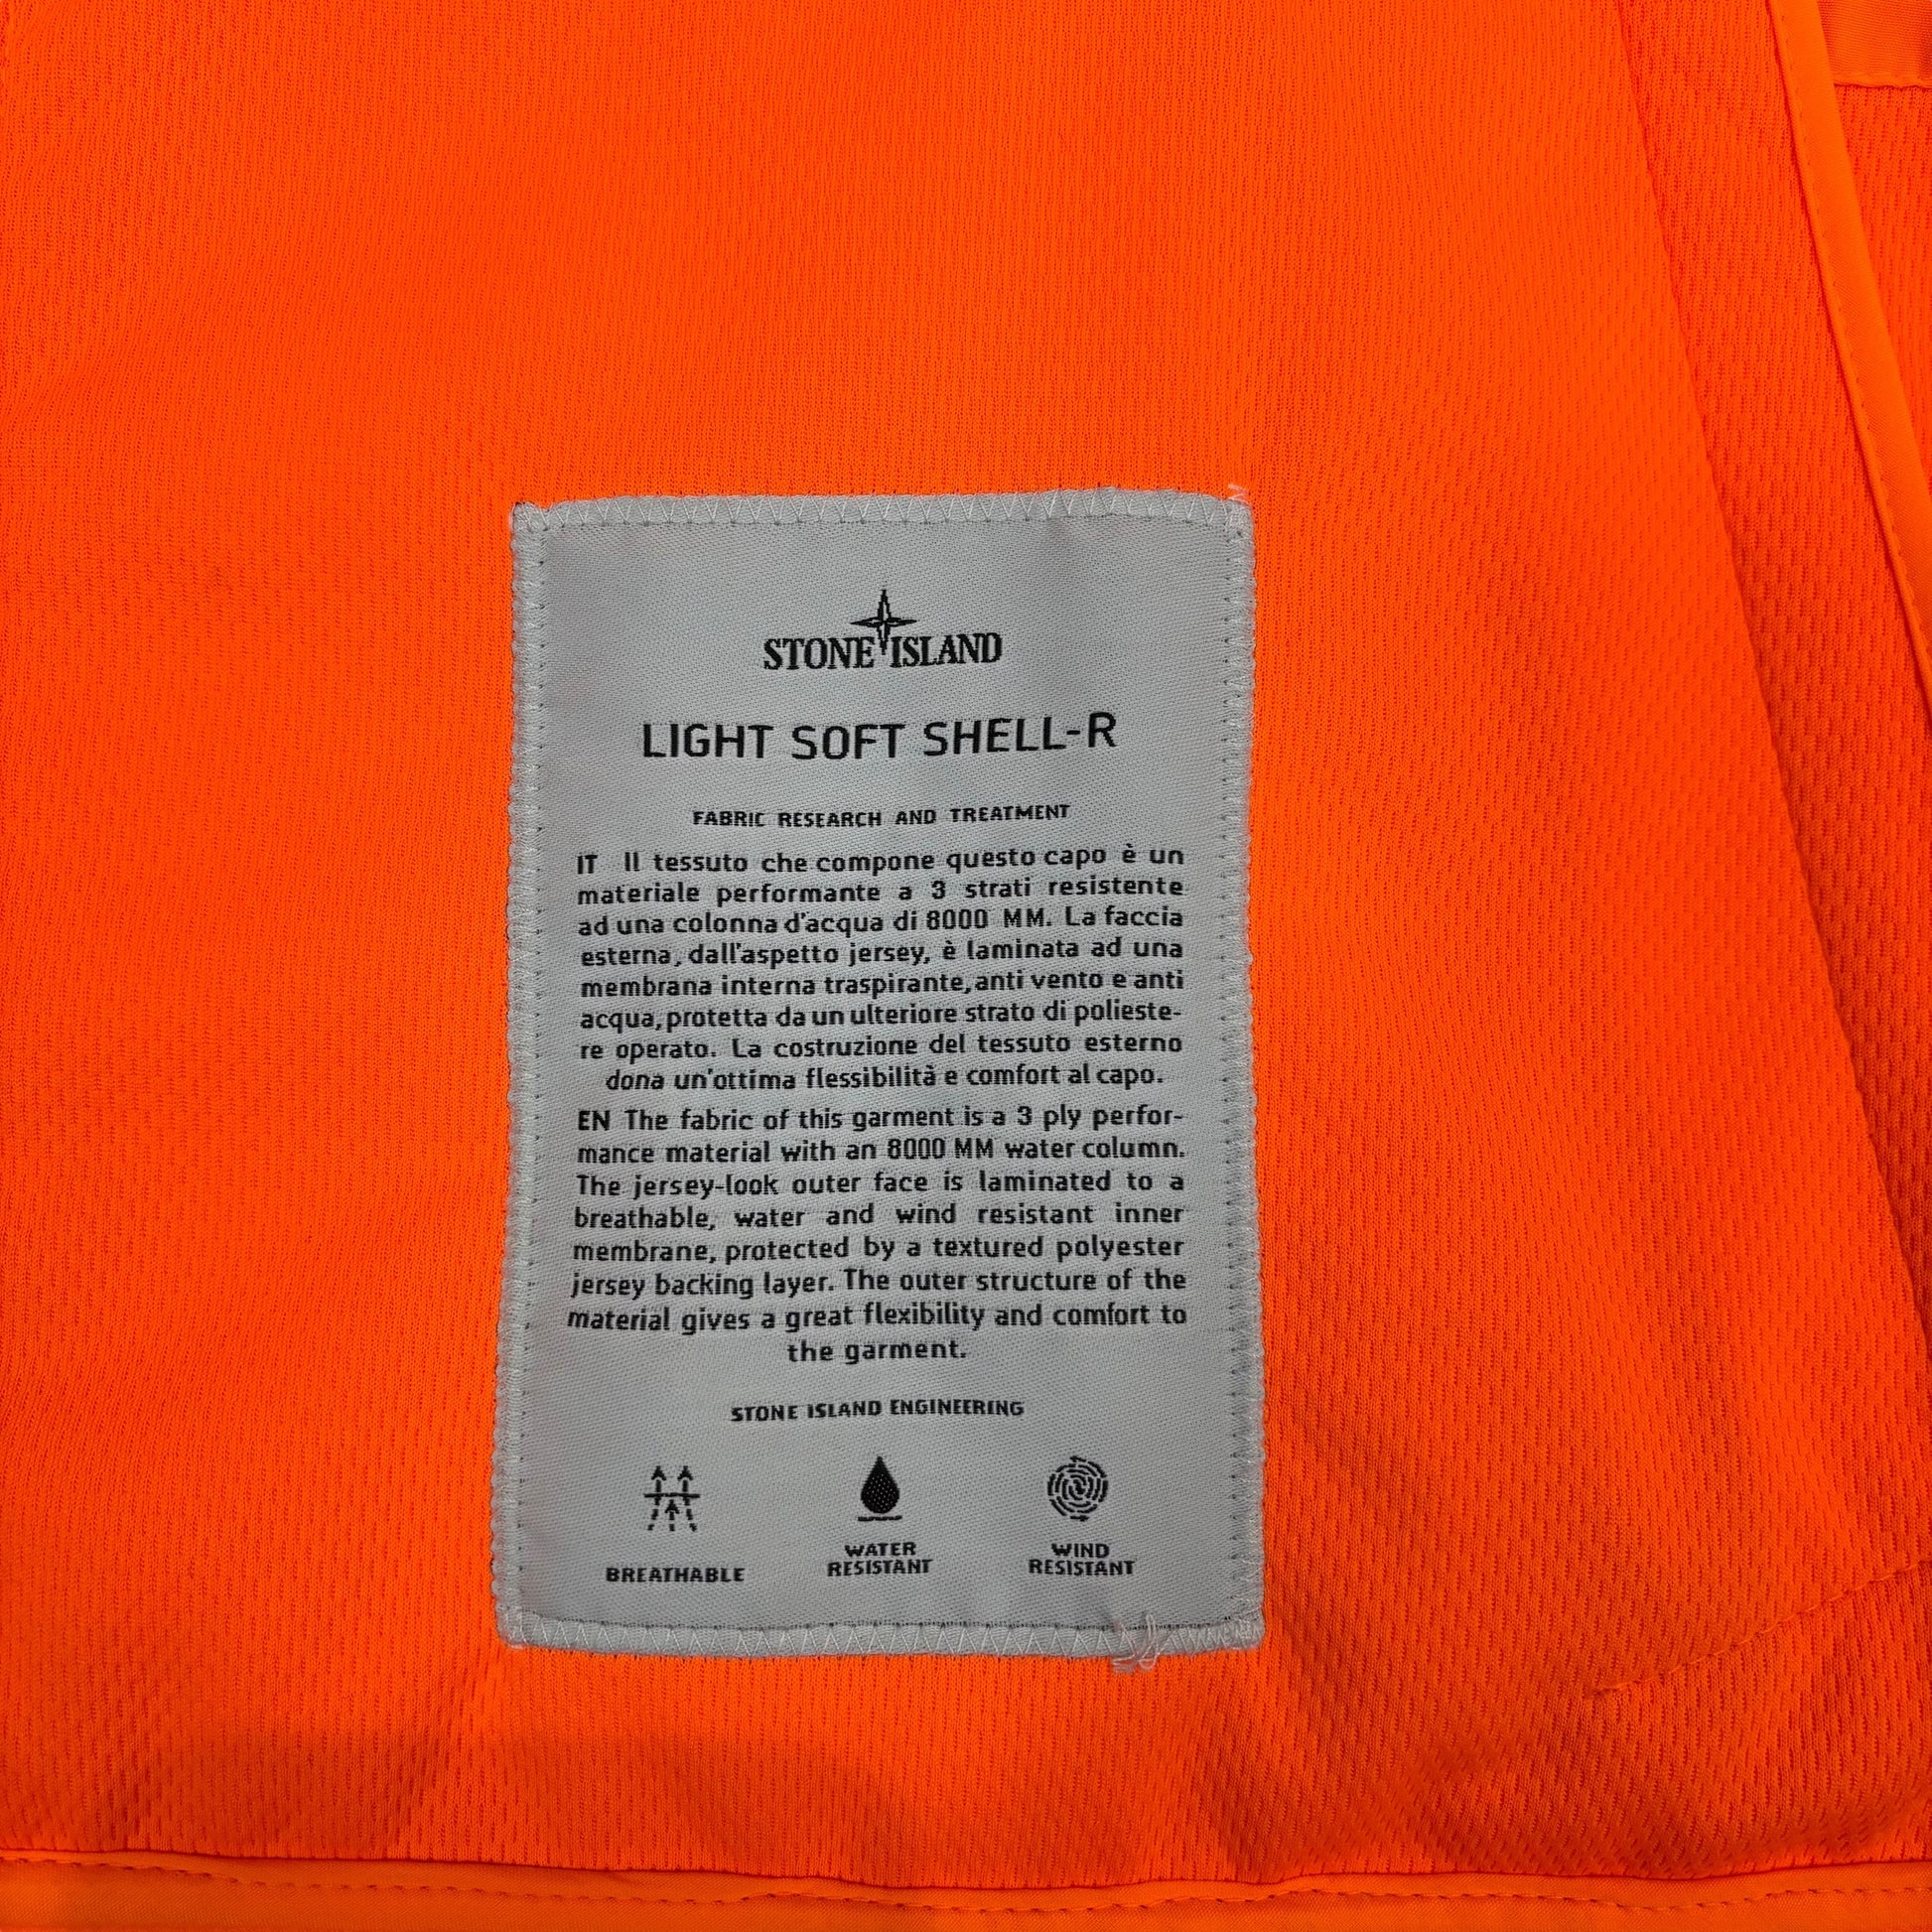 STONE ISLAND
LIGHT SOFT SHELL-R
FABRIC RESEARCH AND TREATMENT
IT Il tessuto che compone questo capo è un
materiale performante a 3 strati resistente
ad una colonna d'acqua di 8000 MM. La faccia
esterna, dall'aspetto jersey, è laminata ad una
membrana interna traspirante, anti vento e anti
acqua, protetta da un ulteriore strato di polieste-
re operato. La costruzione del tessuto esterno
dona un'ottima flessibilità e comfort al capo.
EN The fabric of this garment is a 3 ply perfor-
mance material with an 8000 MM water column.
The jersey-look outer face is laminated to a
breathable, water and wind resistant inner
membrane, protected by a textured polyester
jersey backing layer. The outer structure of the
material gives a great flexibility and comfort to
the garment.
STONE ISLAND ENGINEERING
BREATHABLE
WATER
RESISTANT
WIND
RESISTANT